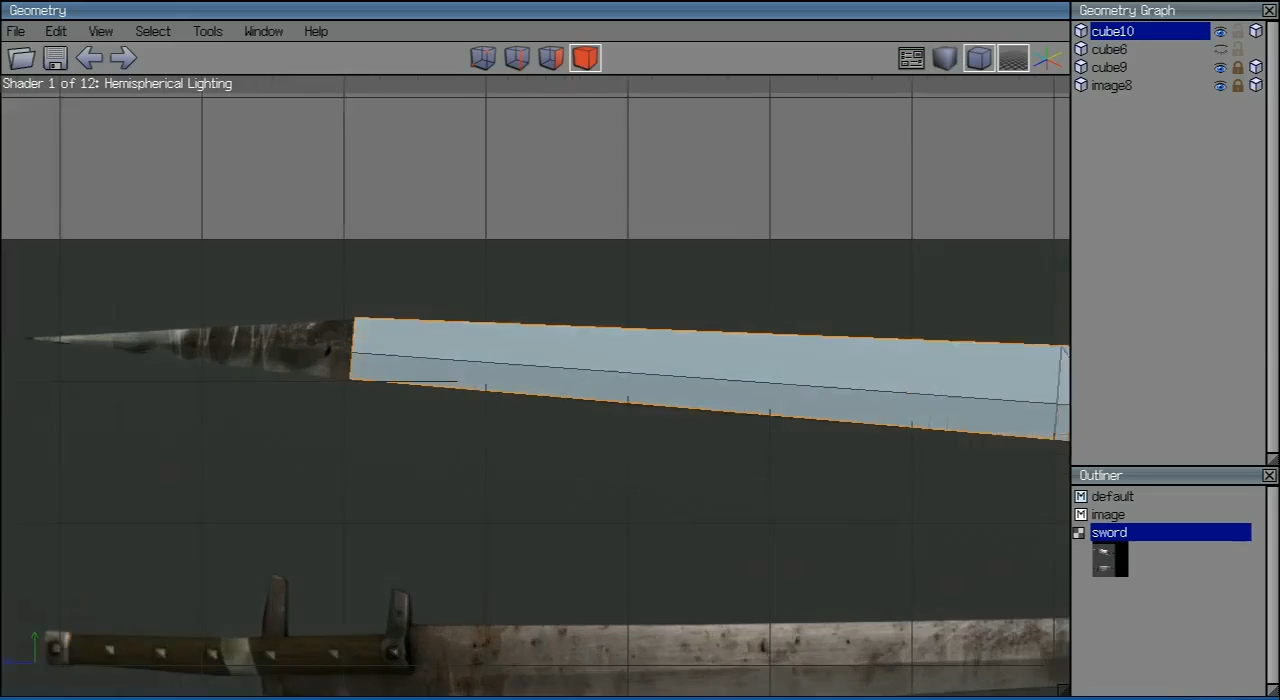 Geometry
File Edit View Select Tools Window Help
Shader 1 of 12: Hemispherical Lighting
Geometry Graph
cube10
cube6
cube9
image8
Outliner
M default
M image
sword